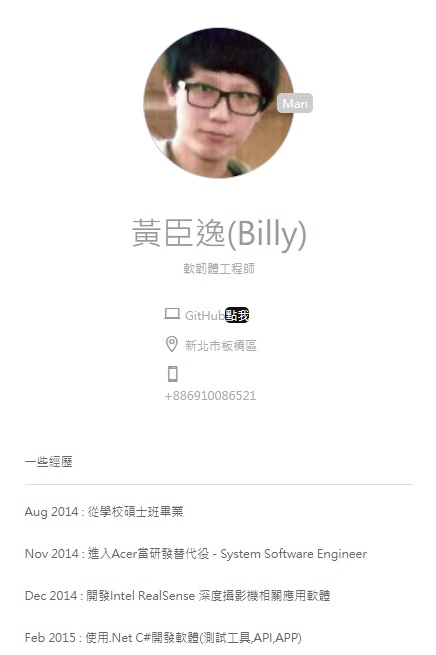 Man
黃臣逸(Billy)
軟韌體工程師
GitHub點我
新北市板橋區
+886910086521
一些經歷
Aug 2014 : 從學校碩士班畢業
Nov 2014 : 進入Acer當研發替代役 - System Software Engineer
Dec 2014 : 開發Intel RealSense 深度攝影機相關應用軟體
Feb 2015 : 使用.Net C#開發軟體(測試工具,API,APP)